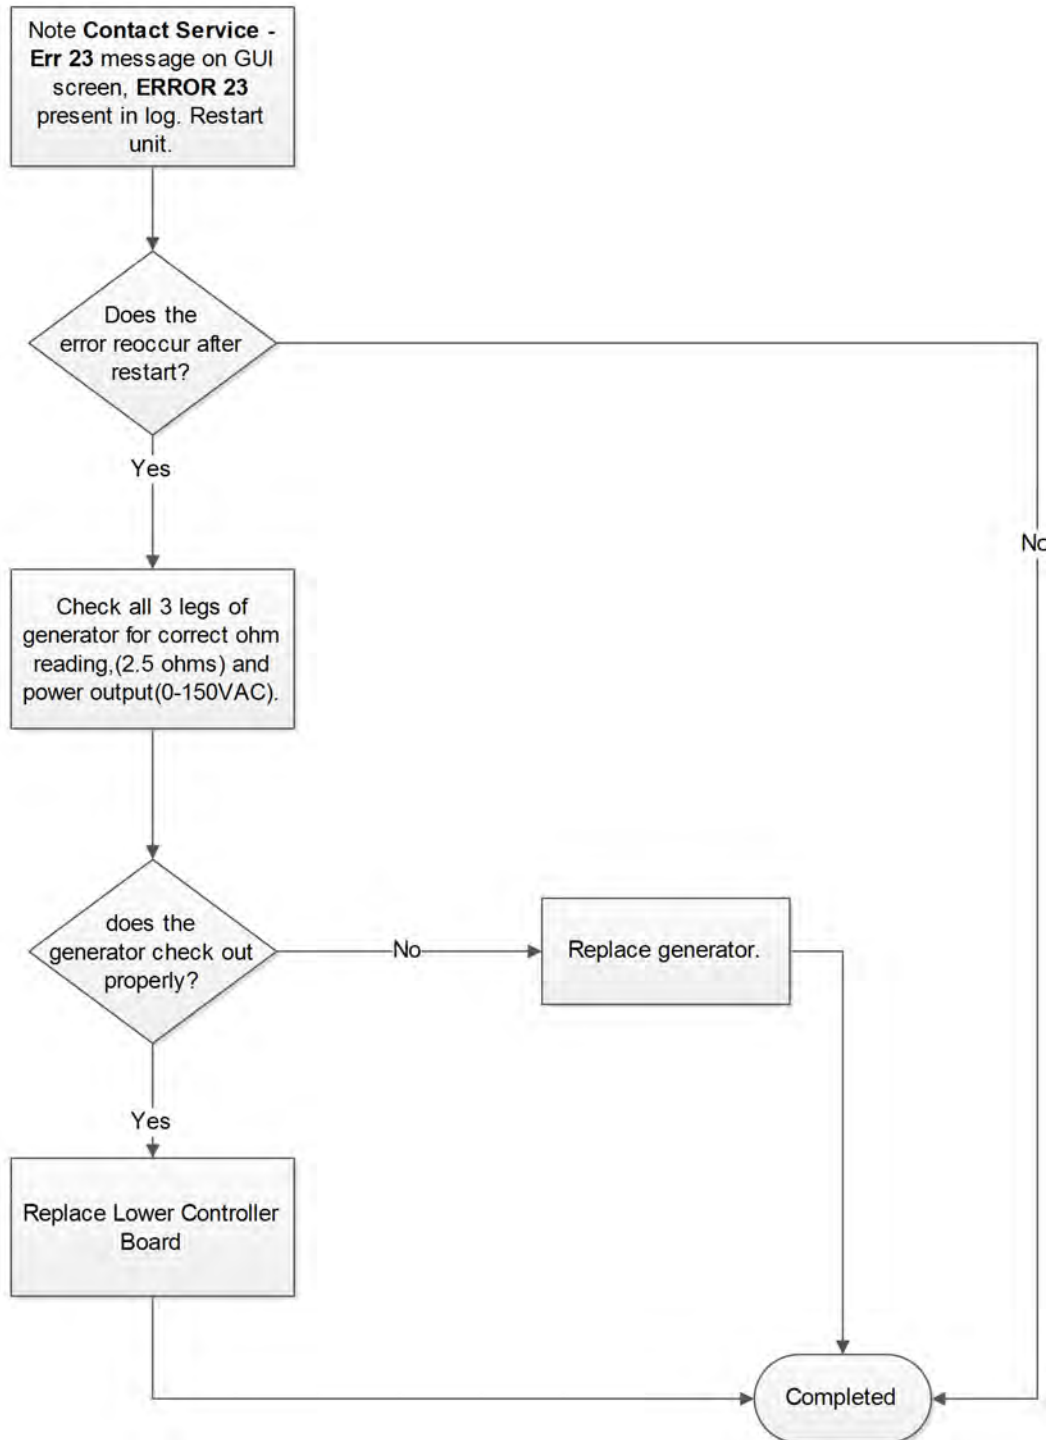 Note Contact Service -
Err 23 message on GUI
screen, ERROR 23
present in log. Restart
unit.
Does the
error reoccur after
restart?
Yes
No
Check all 3 legs of
generator for correct ohm
reading,(2.5 ohms) and
power output(0-150VAC).
does the
generator check out
properly?
No
Replace generator.
Yes
Replace Lower Controller
Board
Completed